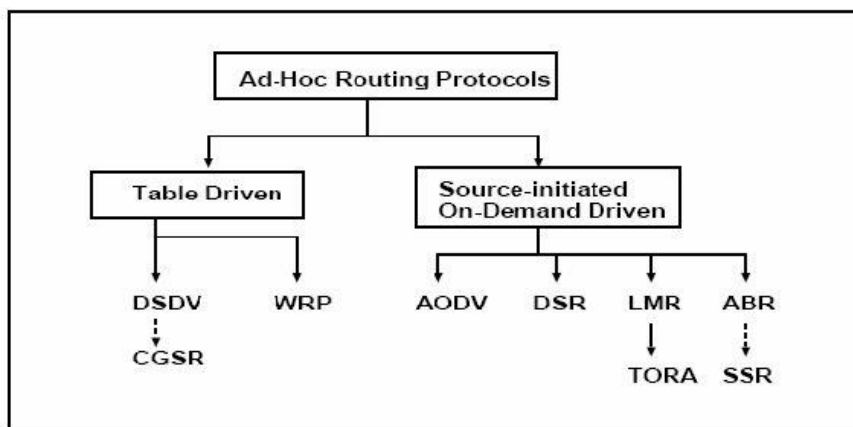 Ad-Hoc Routing Protocols
Table Driven
Source-initiated
On-Demand Driven
DSDV
WRP
AODV
DSR
LMR
ABR
CGSR
TORA
SSR